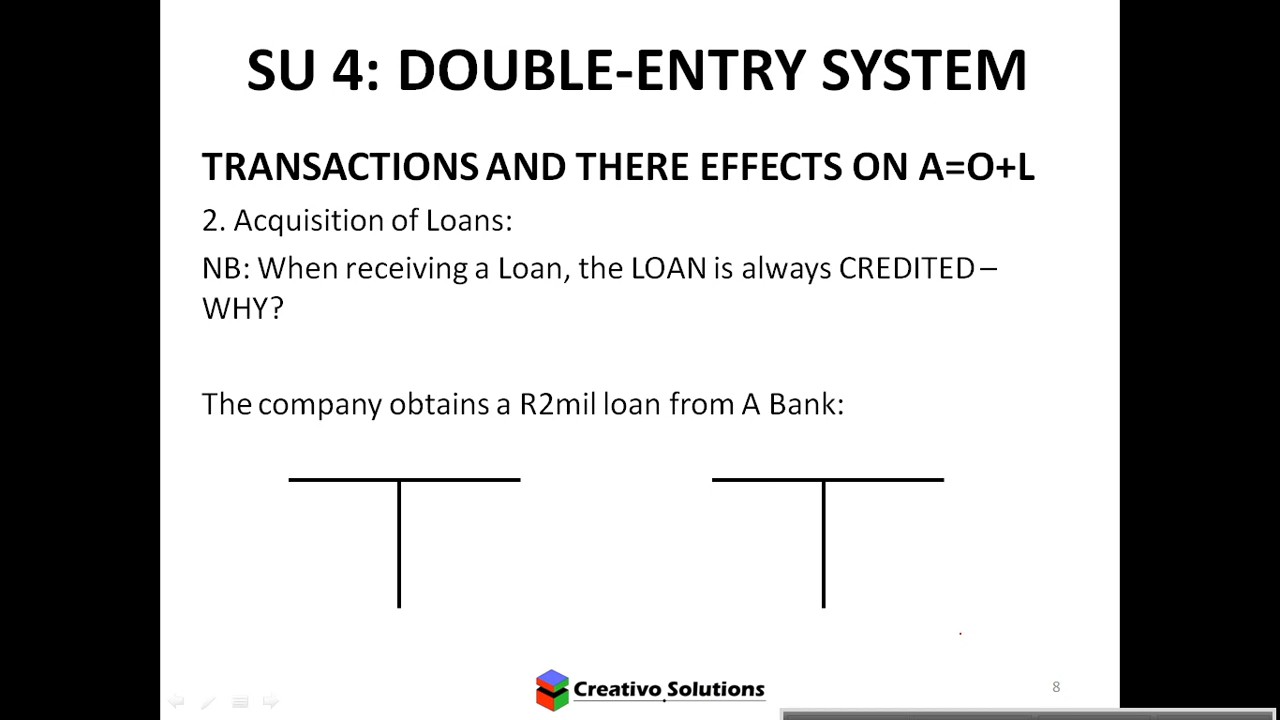 SU 4: DOUBLE-ENTRY SYSTEM
TRANSACTIONS AND THERE EFFECTS ON A=O+L
2. Acquisition of Loans:
NB: When receiving a Loan, the LOAN is always CREDITED –
WHY?
The company obtains a R2mil loan from A Bank:
Creativo Solutions
8